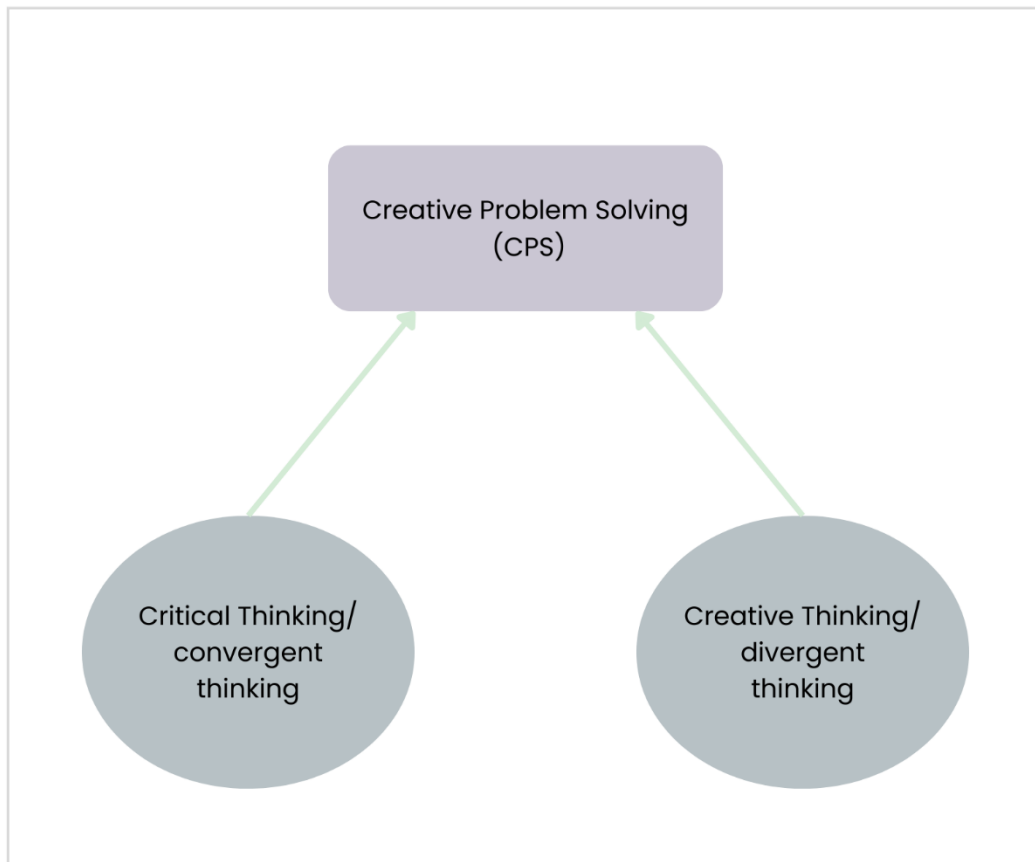 Creative Problem Solving
(CPS)
Critical Thinking/
convergent
thinking
Creative Thinking/
divergent
thinking